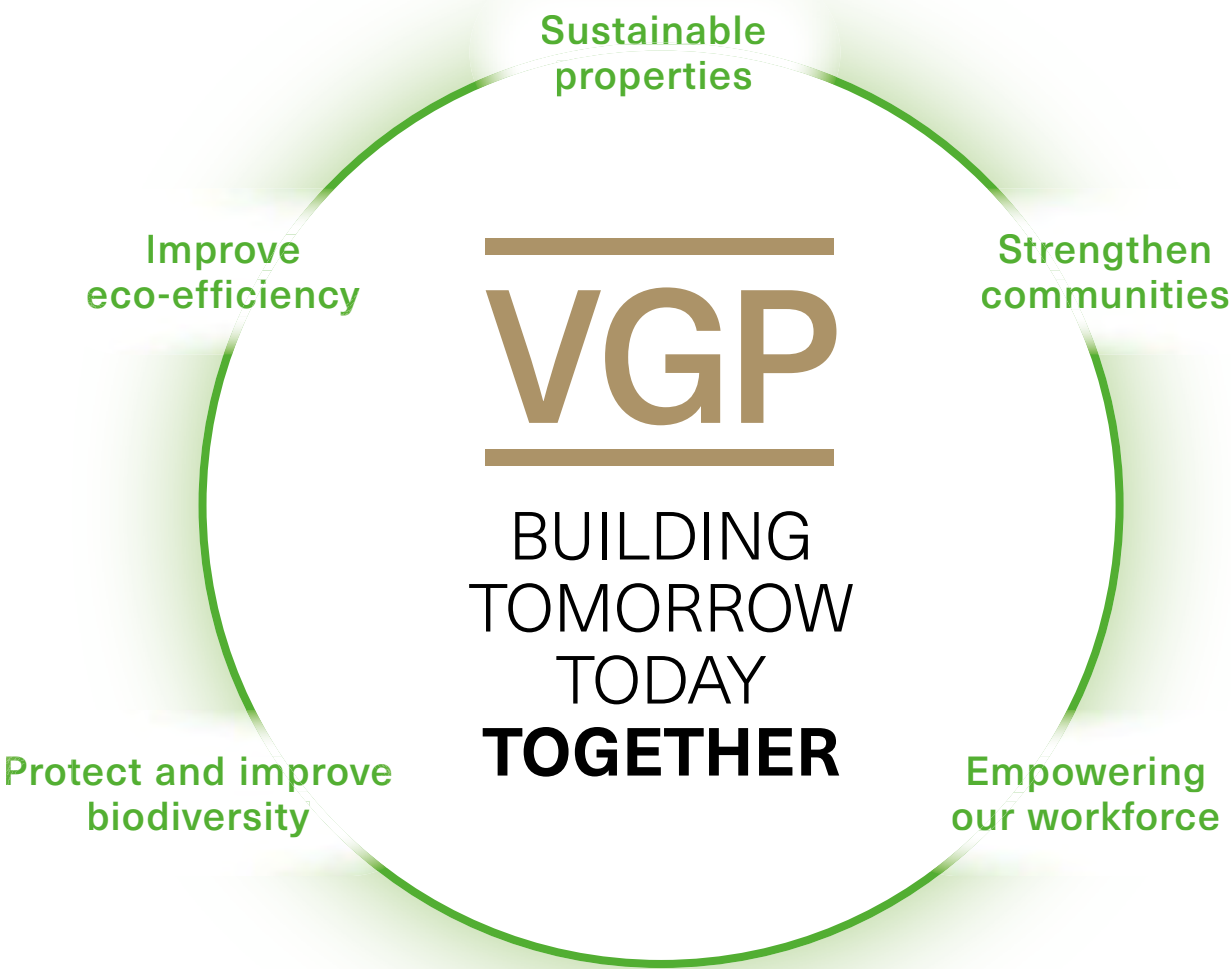 Sustainable
properties
Improve
eco-efficiency
Strengthen
communities
VGP
BUILDING
TOMORROW
TODAY
TOGETHER
Protect and improve
biodiversity
Empowering
our workforce